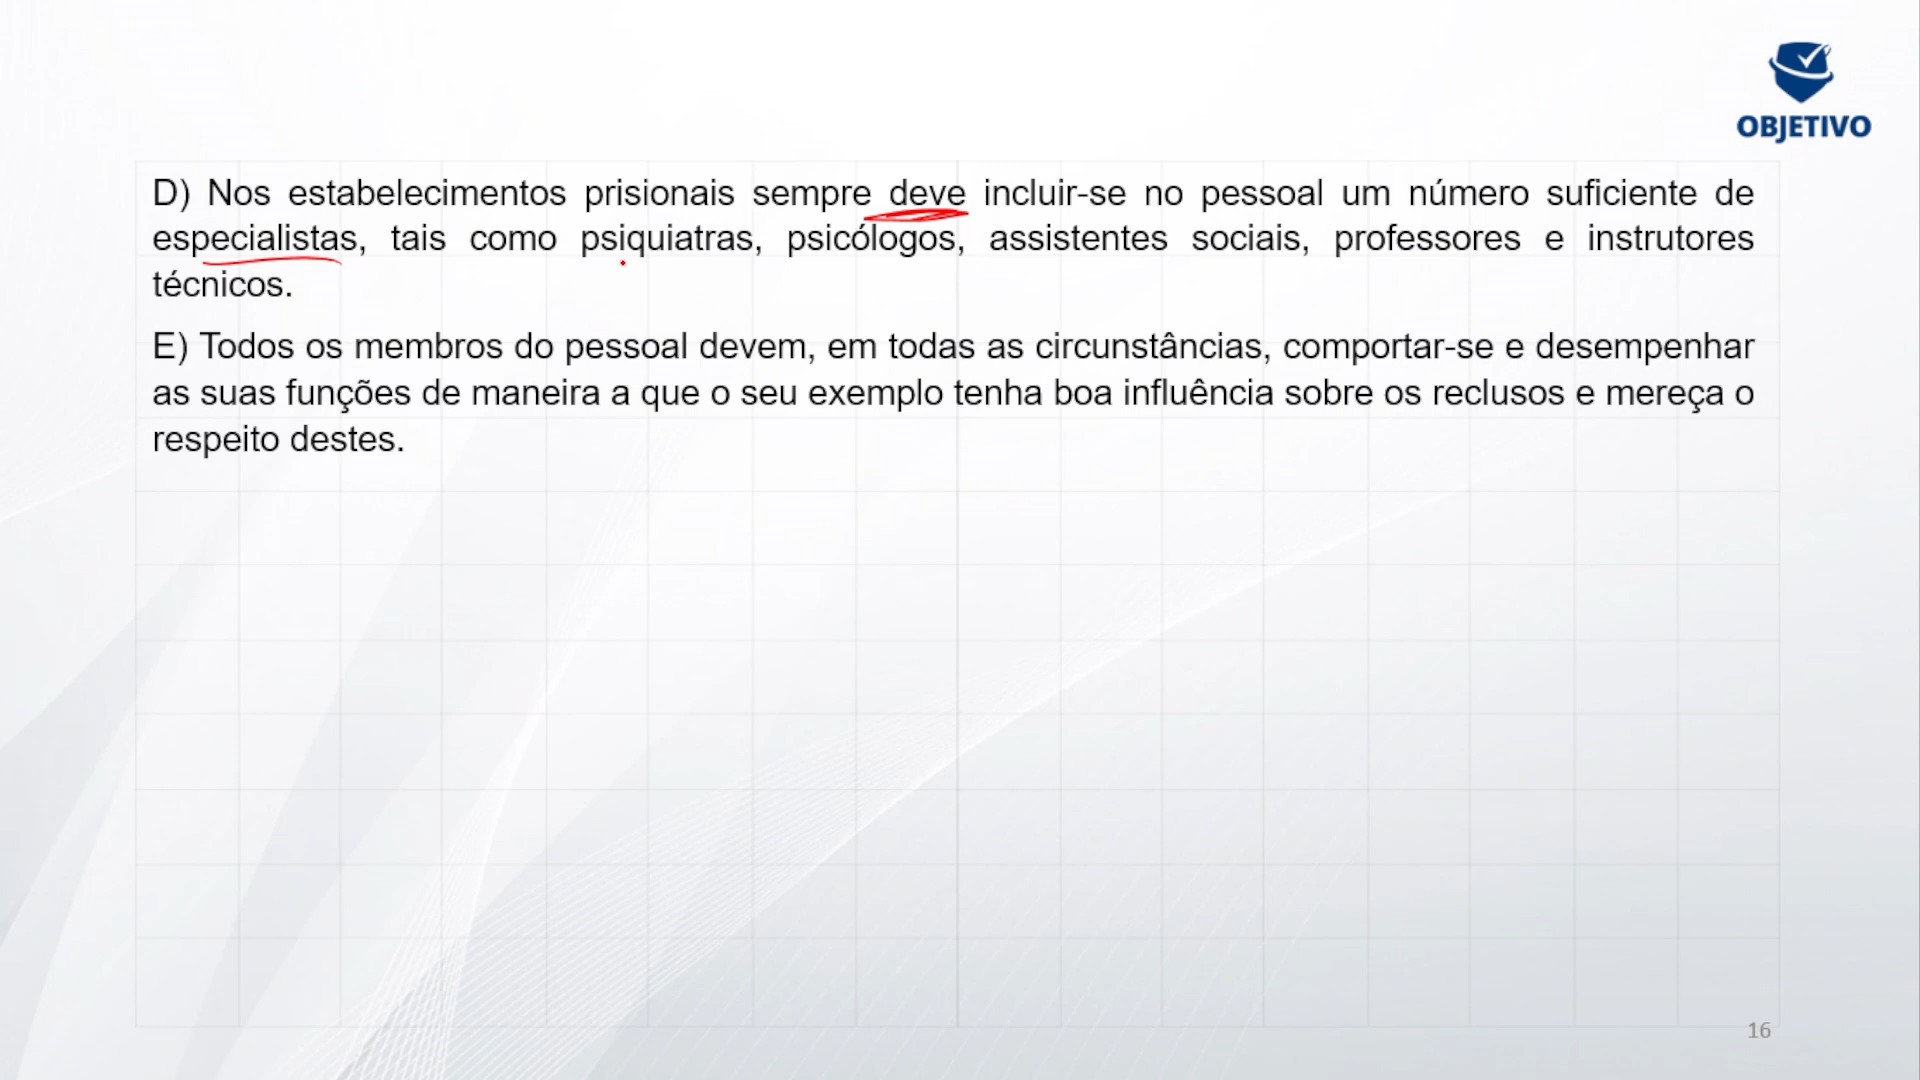 OBJETIVO
D) Nos estabelecimentos prisionais sempre deve incluir-se no pessoal um número suficiente de
especialistas, tais como psiquiatras, psicólogos, assistentes sociais, professores e instrutores
técnicos.
E) Todos os membros do pessoal devem, em todas as circunstâncias, comportar-se e desempenhar
as suas funções de maneira a que o seu exemplo tenha boa influência sobre os reclusos e mereça o
respeito destes.
16